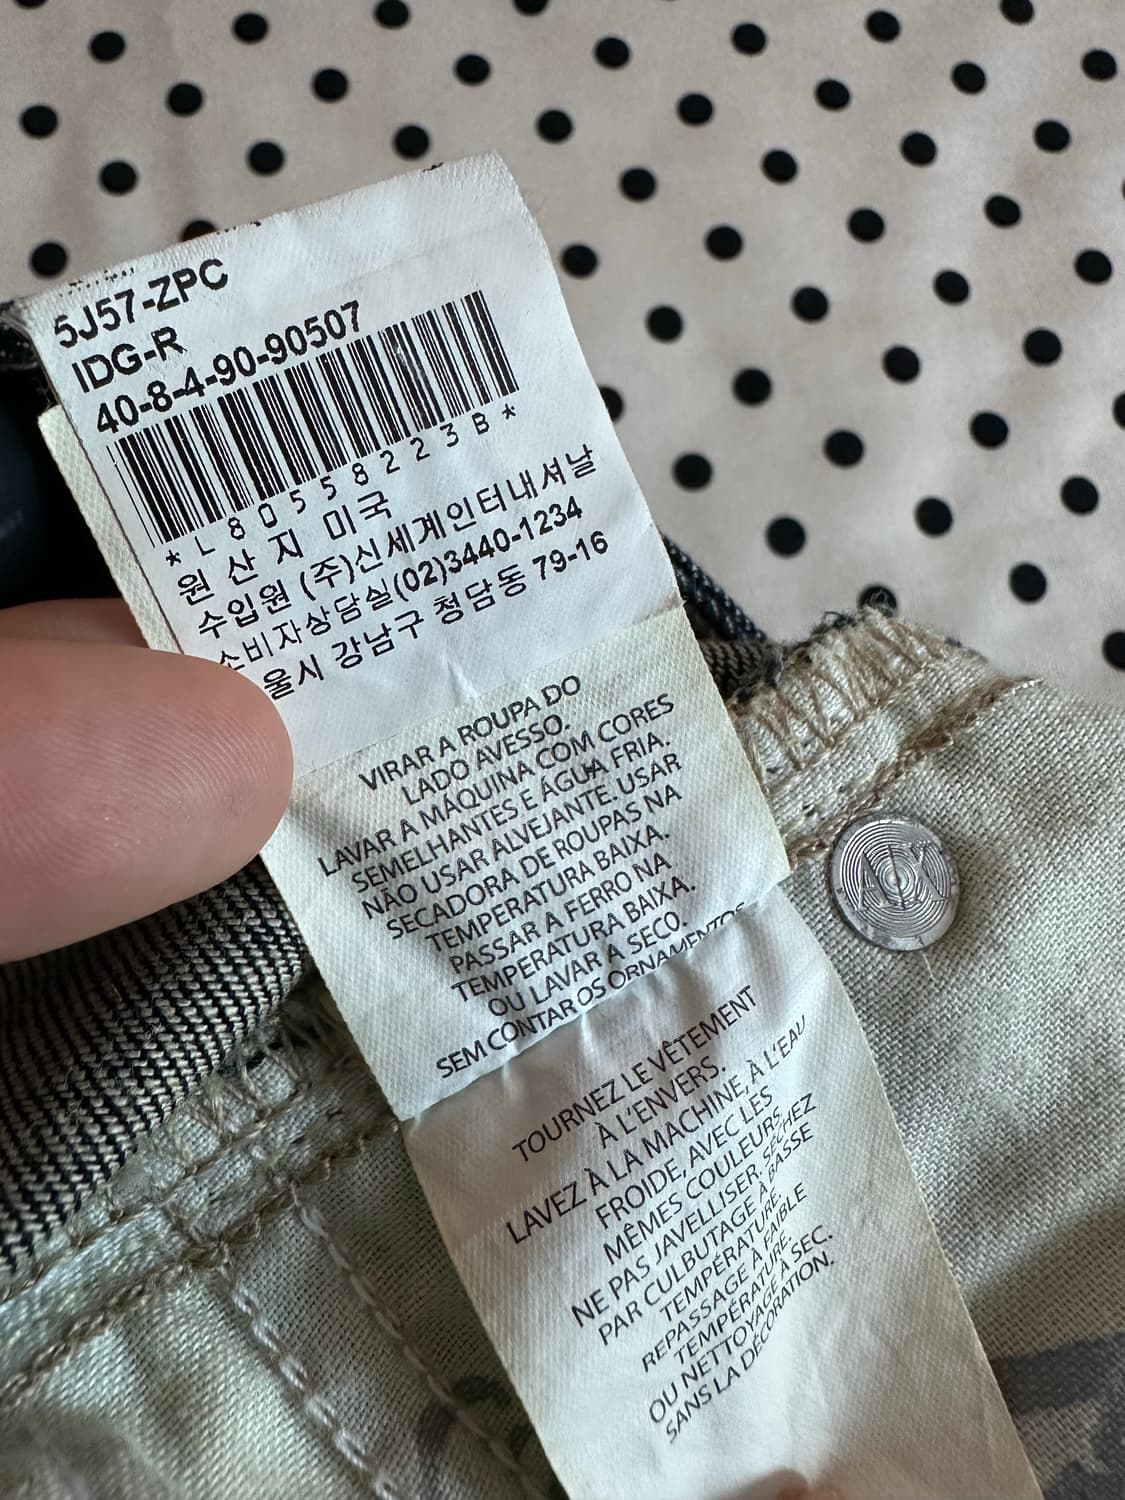 5J57-ZPC
IDG-R
40-8-4-90-90507
*L80558223B*
원 산 지 미국
수입원 (주)신세계인터내셔날
소비자상담실(02)3440-1234
울시 강남구 청담동 79-16
VIRAR A ROUPA DO
LADO AVESSO.
LAVAR A MÁQUINA COM CORES
SEMELHANTES E ÁGUA FRIA.
NÃO USAR ALVEJANTE. USAR
SECADORA DE ROUPAS NA
TEMPERATURA BAIXA.
PASSAR A FERRO NA
TEMPERATURA BAIXA.
OU LAVAR A SECO.
SEM CONTAR OS ORNAMENTOS
TOURNEZ LE VÊTEMENT
À L'ENVERS.
LAVEZ À LA MACHINE, À L'EAU
FROIDE, AVEC LES
MÊMES COULEURS.
NE PAS JAVELLISER, SÉCHEZ
PAR CULBUTAGE À BASSE
TEMPÉRATURE.
REPASSAGE À FAIBLE
TEMPÉRATURE.
OU NETTOYAGE À SEC.
SANS LA DÉCORATION.
A|X